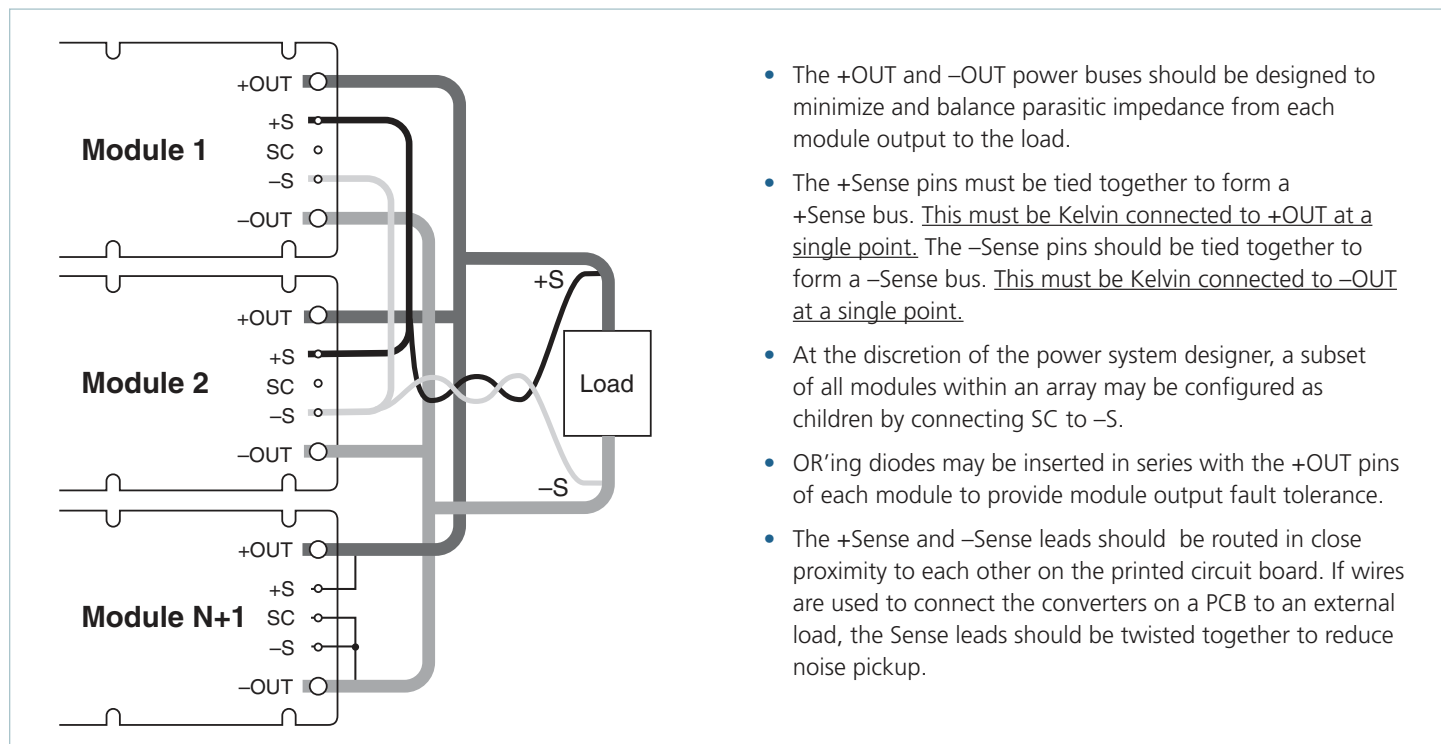 +OUT
+S
Module 1
SC
–S
–OUT
+OUT
+S
Module 2
SC
–S
–OUT
+OUT
+S
Module N+1
SC
–S
–OUT
+S
Load
–S
• The +OUT and –OUT power buses should be designed to
minimize and balance parasitic impedance from each
module output to the load.
• The +Sense pins must be tied together to form a
+Sense bus. This must be Kelvin connected to +OUT at a
single point. The –Sense pins should be tied together to
form a –Sense bus. This must be Kelvin connected to –OUT
at a single point.
• At the discretion of the power system designer, a subset
of all modules within an array may be configured as
children by connecting SC to –S.
• OR'ing diodes may be inserted in series with the +OUT pins
of each module to provide module output fault tolerance.
• The +Sense and –Sense leads should be routed in close
proximity to each other on the printed circuit board. If wires
are used to connect the converters on a PCB to an external
load, the Sense leads should be twisted together to reduce
noise pickup.